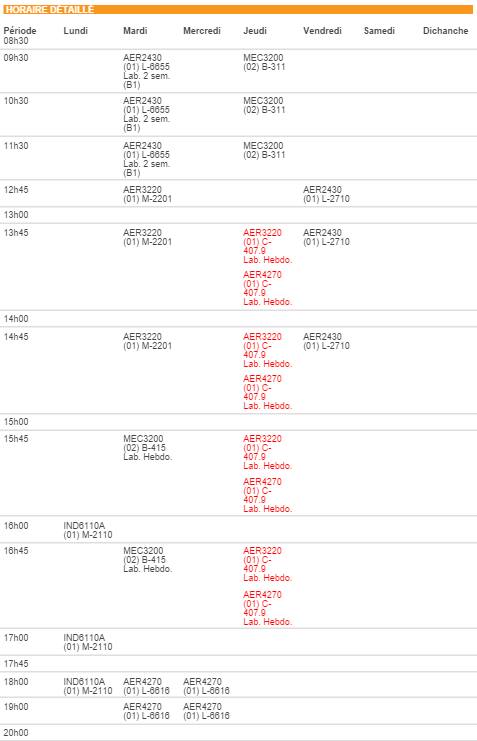 HORAIRE DÉTAILLÉ
Période Lundi Mardi Mercredi Jeudi Vendredi Samedi Dichanche
08h30
09h30 AER2430 MEC3200
(01) L-6655 (02) B-311
Lab. 2 sem.
(B1)
10h30 AER2430 MEC3200
(01) L-6655 (02) B-311
Lab. 2 sem.
(B1)
11h30 AER2430 MEC3200
(01) L-6655 (02) B-311
Lab. 2 sem.
(B1)
12h45 AER3220 AER2430
(01) M-2201 (01) L-2710
13h00
13h45 AER3220 AER3220 AER2430
(01) M-2201 (01) C- (01) L-2710
407.9
Lab. Hebdo.
AER4270
(01) C-
407.9
Lab. Hebdo.
14h00
14h45 AER3220 AER3220 AER2430
(01) M-2201 (01) C- (01) L-2710
407.9
Lab. Hebdo.
AER4270
(01) C-
407.9
Lab. Hebdo.
15h00
15h45 MEC3200 AER3220
(02) B-415 (01) C-
Lab. Hebdo. 407.9
Lab. Hebdo.
AER4270
(01) C-
407.9
Lab. Hebdo.
16h00 IND6110A
(01) M-2110
16h45 MEC3200 AER3220
(02) B-415 (01) C-
Lab. Hebdo. 407.9
Lab. Hebdo.
AER4270
(01) C-
407.9
Lab. Hebdo.
17h00 IND6110A
(01) M-2110
17h45
18h00 IND6110A AER4270 AER4270
(01) M-2110 (01) L-6616 (01) L-6616
19h00 AER4270 AER4270
(01) L-6616 (01) L-6616
20h00